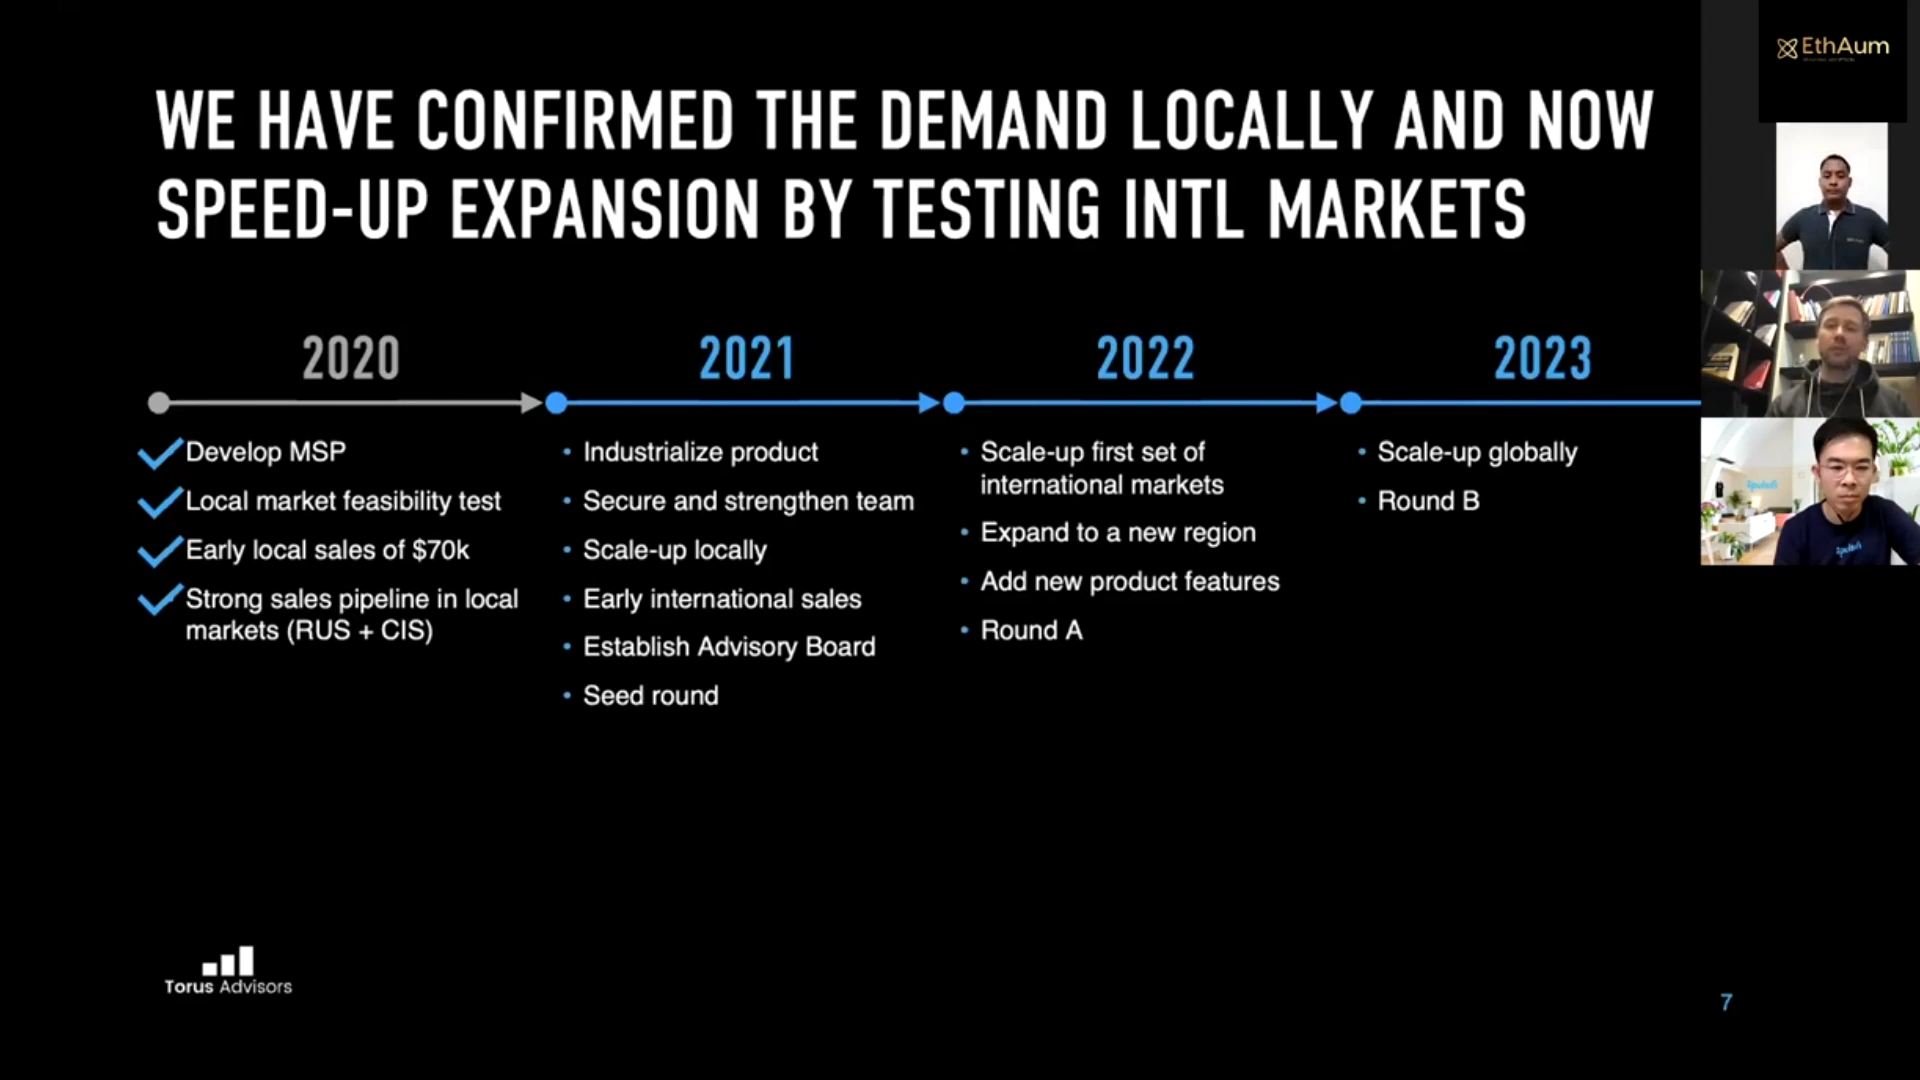 EthAum
WE HAVE CONFIRMED THE DEMAND LOCALLY AND NOW
SPEED-UP EXPANSION BY TESTING INTL MARKETS
2020
2021
2022
2023
Develop MSP
Local market feasibility test
Early local sales of $70k
Strong sales pipeline in local
markets (RUS + CIS)
• Industrialize product
• Secure and strengthen team
• Scale-up locally
• Early international sales
• Establish Advisory Board
• Seed round
• Scale-up first set of
international markets
• Expand to a new region
• Add new product features
• Round A
• Scale-up globally
• Round B
Torus Advisors
7